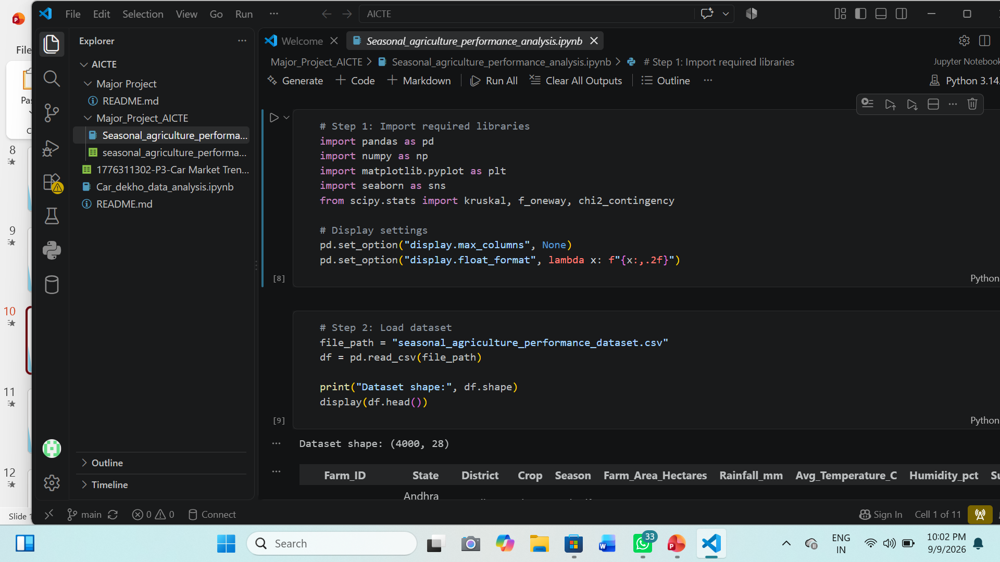 File Edit Selection View Go Run ... AICTE
File
Explorer ...
AICTE
Major Project
README.md
Major_Project_AICTE
Seasonal_agriculture_performa...
seasonal_agriculture_performa...
1776311302-P3-Car Market Tren...
Car_dekho_data_analysis.ipynb
README.md
Outline
Timeline
8
9
10
11
12
Welcome
Seasonal_agriculture_performance_analysis.ipynb
Major_Project_AICTE > Seasonal_agriculture_performance_analysis.ipynb > # Step 1: Import required libraries
Generate + Code + Markdown Run All Clear All Outputs Outline ...
Python 3.14.
# Step 1: Import required libraries
import pandas as pd
import numpy as np
import matplotlib.pyplot as plt
import seaborn as sns
from scipy.stats import kruskal, f_oneway, chi2_contingency
# Display settings
pd.set_option("display.max_columns", None)
pd.set_option("display.float_format", lambda x: f"{x:,.2f}")
[8]
Python
# Step 2: Load dataset
file_path = "seasonal_agriculture_performance_dataset.csv"
df = pd.read_csv(file_path)
print("Dataset shape:", df.shape)
display(df.head())
[9]
Python
Dataset shape: (4000, 28)
Farm_ID State District Crop Season Farm_Area_Hectares Rainfall_mm Avg_Temperature_C Humidity_pct
Andhra
Slide
main 0 0 Connect Sign In Cell 1 of 11
Search
33
ENG
IN
10:02 PM
9/9/2026